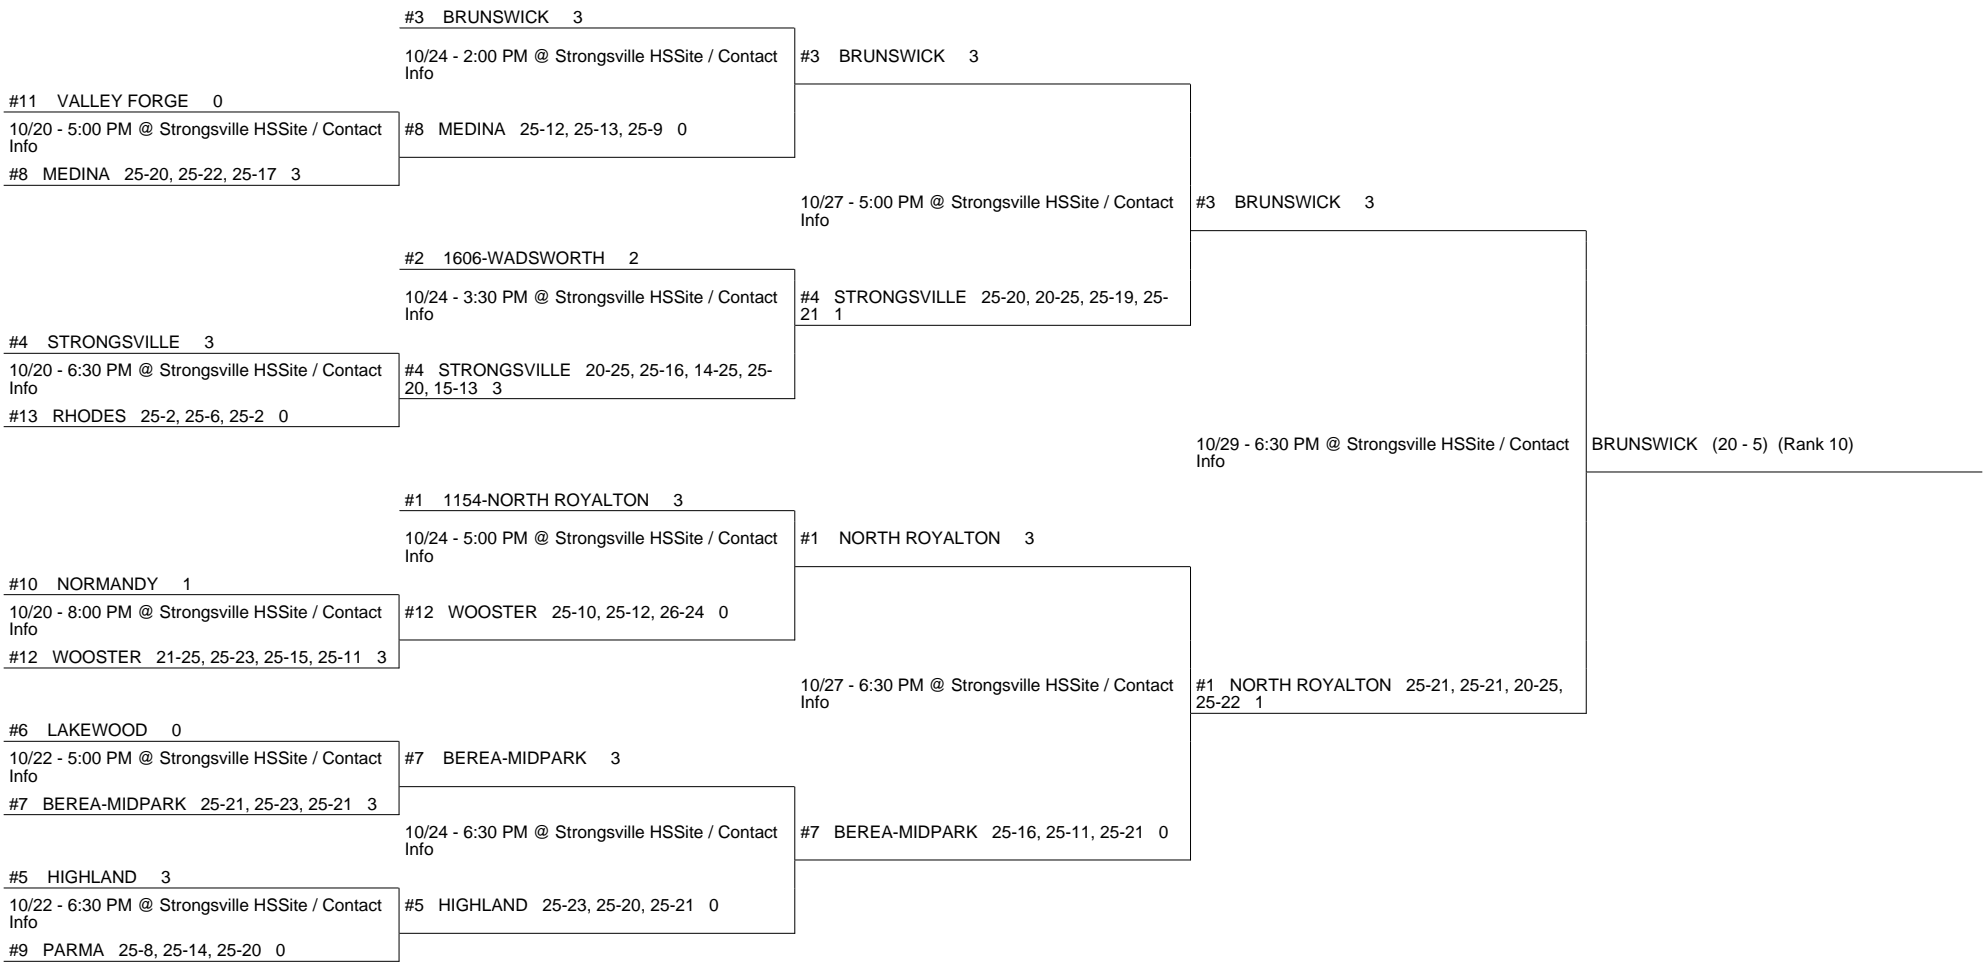 #3 BRUNSWICK 3
10/24 - 2:00 PM @ Strongsville HSSite / Contact
Info
#3 BRUNSWICK 3
#11 VALLEY FORGE 0
10/20 - 5:00 PM @ Strongsville HSSite / Contact
Info
#8 MEDINA 25-12, 25-13, 25-9 0
#8 MEDINA 25-20, 25-22, 25-17 3
10/27 - 5:00 PM @ Strongsville HSSite / Contact
Info
#3 BRUNSWICK 3
#2 1606-WADSWORTH 2
10/24 - 3:30 PM @ Strongsville HSSite / Contact
Info
#4 STRONGSVILLE 25-20, 20-25, 25-19, 25-
21 1
#4 STRONGSVILLE 3
10/20 - 6:30 PM @ Strongsville HSSite / Contact
Info
#4 STRONGSVILLE 20-25, 25-16, 14-25, 25-
20, 15-13 3
#13 RHODES 25-2, 25-6, 25-2 0
10/29 - 6:30 PM @ Strongsville HSSite / Contact
Info
BRUNSWICK (20 - 5) (Rank 10)
#1 1154-NORTH ROYALTON 3
10/24 - 5:00 PM @ Strongsville HSSite / Contact
Info
#1 NORTH ROYALTON 3
#10 NORMANDY 1
10/20 - 8:00 PM @ Strongsville HSSite / Contact
Info
#12 WOOSTER 25-10, 25-12, 26-24 0
#12 WOOSTER 21-25, 25-23, 25-15, 25-11 3
10/27 - 6:30 PM @ Strongsville HSSite / Contact
Info
#1 NORTH ROYALTON 25-21, 25-21, 20-25,
25-22 1
#6 LAKEWOOD 0
10/22 - 5:00 PM @ Strongsville HSSite / Contact
Info
#7 BEREA-MIDPARK 3
#7 BEREA-MIDPARK 25-21, 25-23, 25-21 3
10/24 - 6:30 PM @ Strongsville HSSite / Contact
Info
#7 BEREA-MIDPARK 25-16, 25-11, 25-21 0
#5 HIGHLAND 3
10/22 - 6:30 PM @ Strongsville HSSite / Contact
Info
#5 HIGHLAND 25-23, 25-20, 25-21 0
#9 PARMA 25-8, 25-14, 25-20 0